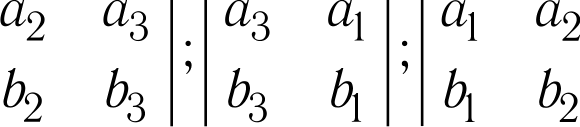 a₂ a₃ | ; | a₃ a₁ | ; | a₁ a₂
b₂ b₃ | ; | b₃ b₁ | ; | b₁ b₂